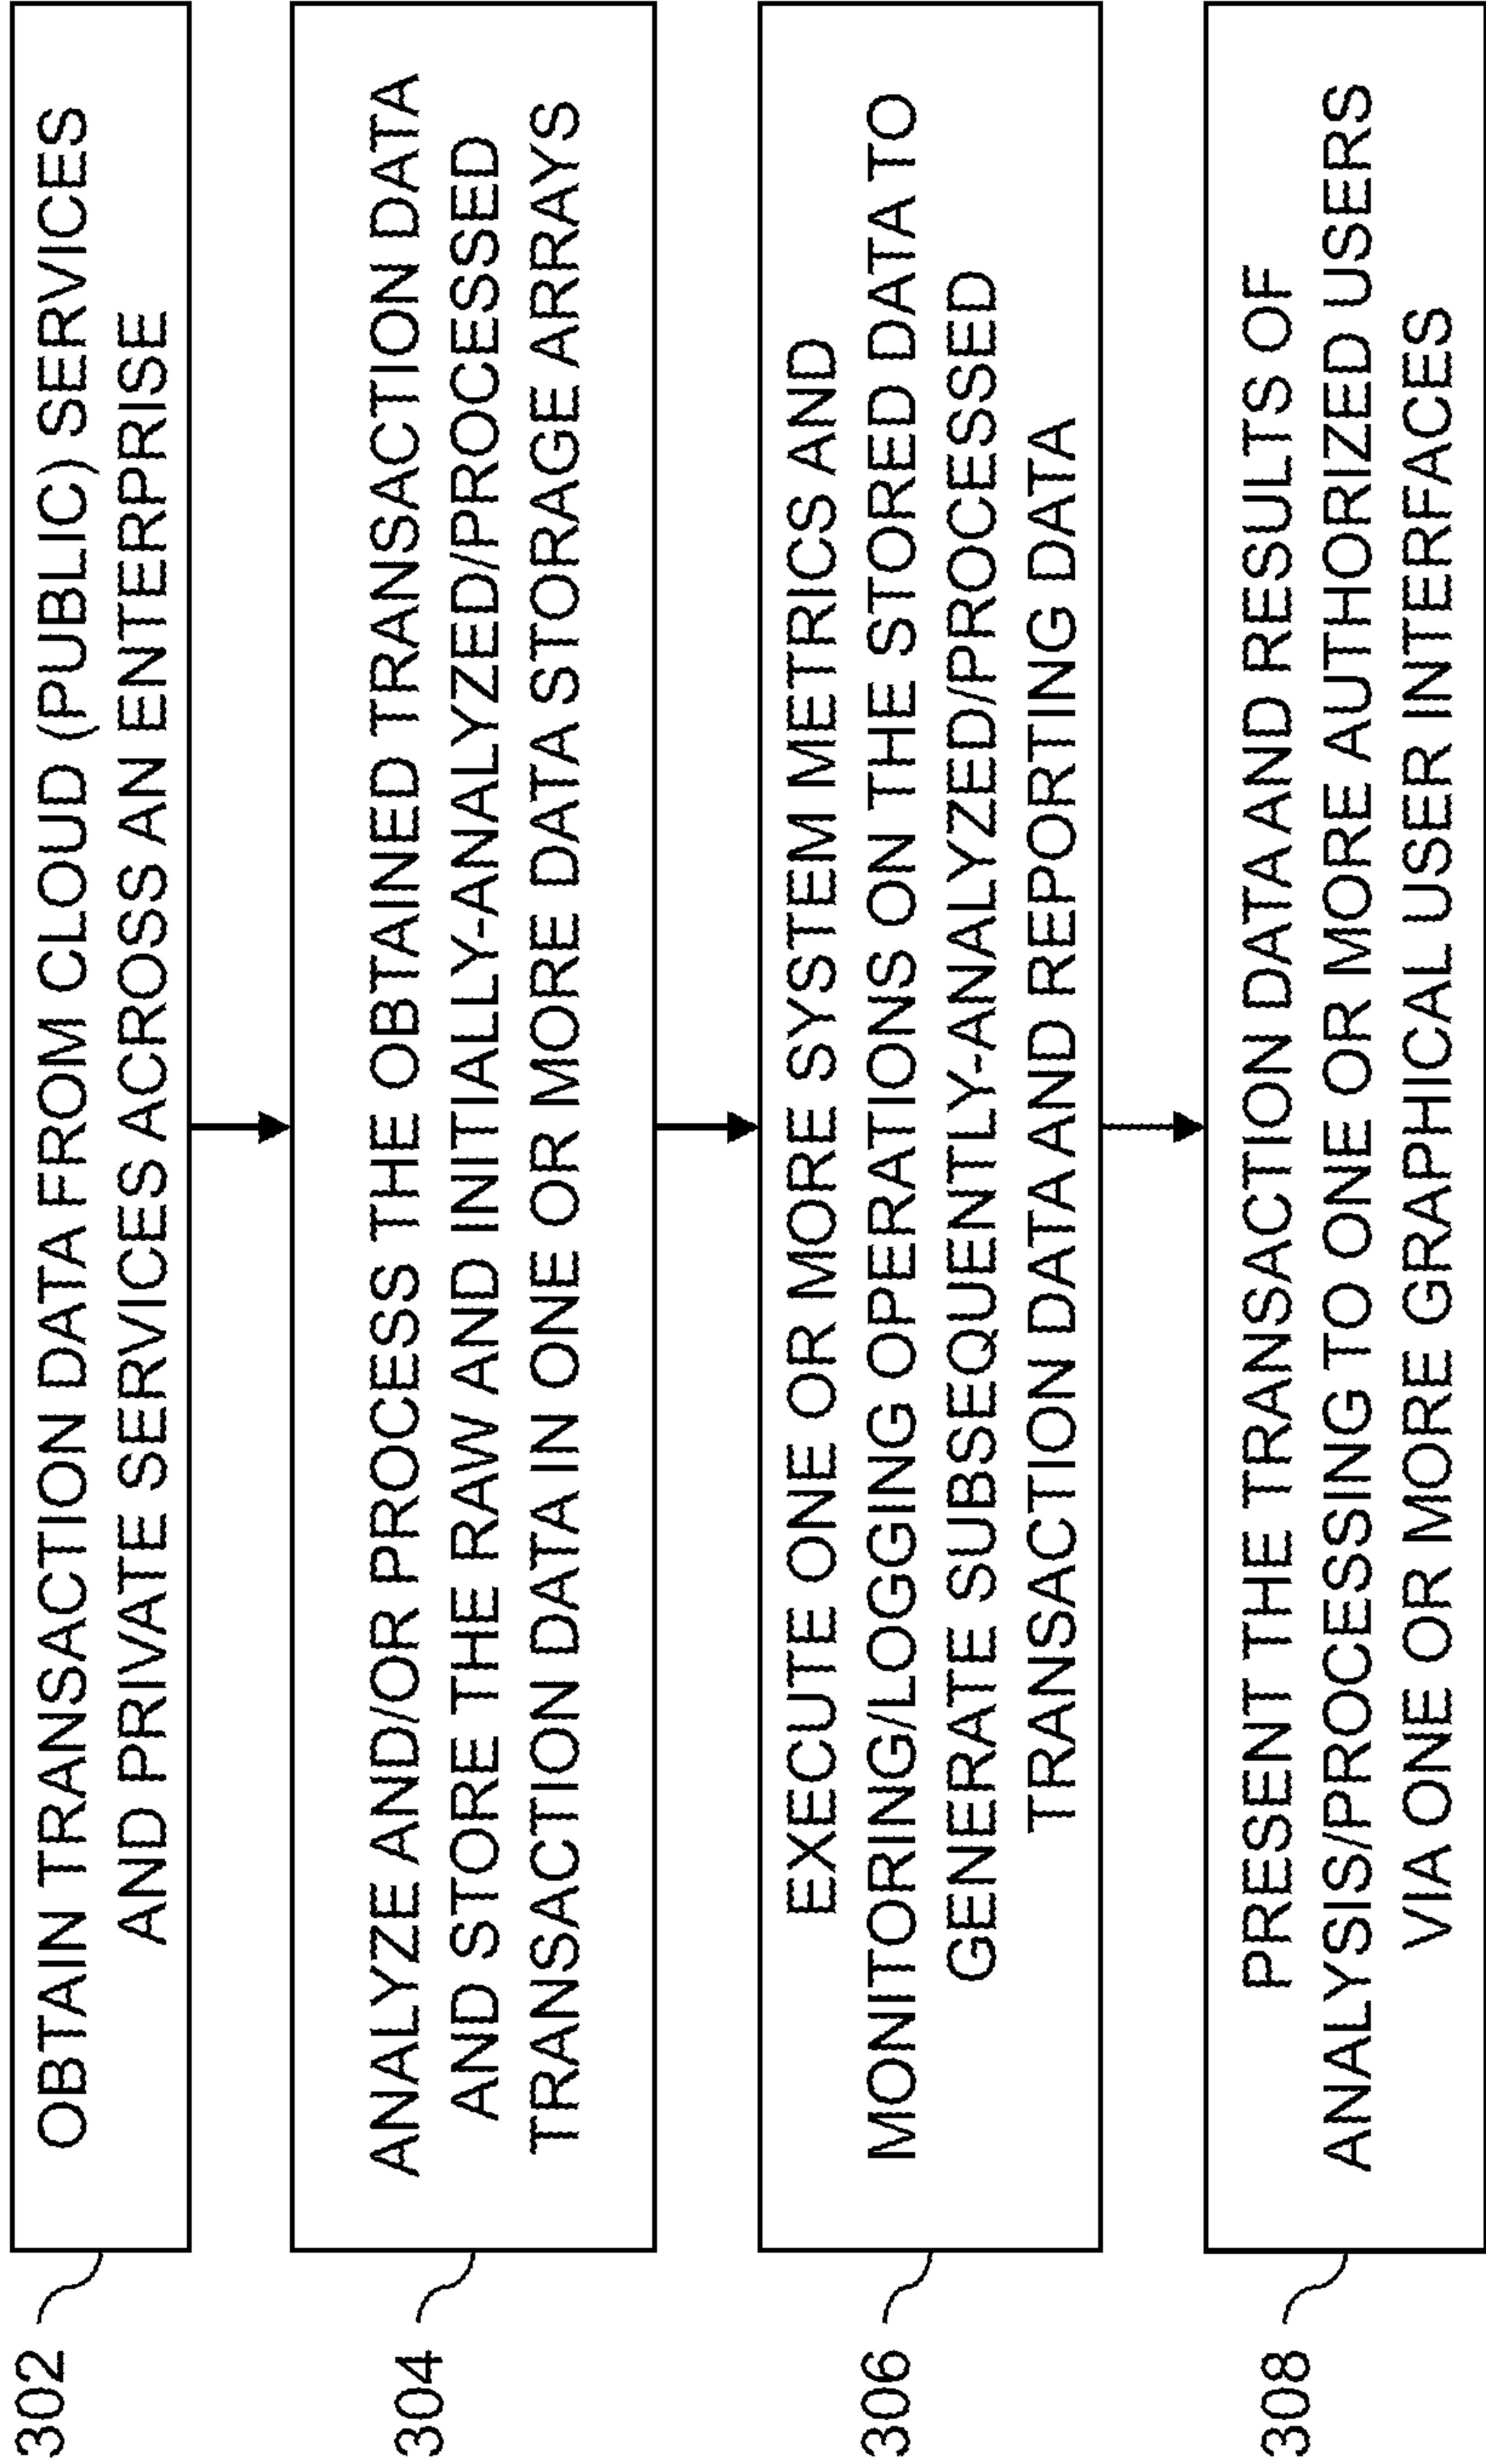 302
OBTAIN TRANSACTION DATA FROM CLOUD (PUBLIC) SERVICES
AND PRIVATE SERVICES ACROSS AN ENTERPRISE
304
ANALYZE AND/OR PROCESS THE OBTAINED TRANSACTION DATA
AND STORE THE RAW AND INITIALLY-ANALYZED/PROCESSED
TRANSACTION DATA IN ONE OR MORE DATA STORAGE ARRAYS
306
EXECUTE ONE OR MORE SYSTEM METRICS AND
MONITORING/LOGGING OPERATIONS ON THE STORED DATA TO
GENERATE SUBSEQUENTLY-ANALYZED/PROCESSED
TRANSACTION DATA AND REPORTING DATA
308
PRESENT THE TRANSACTION DATA AND RESULTS OF
ANALYSIS/PROCESSING TO ONE OR MORE AUTHORIZED USERS
VIA ONE OR MORE GRAPHICAL USER INTERFACES